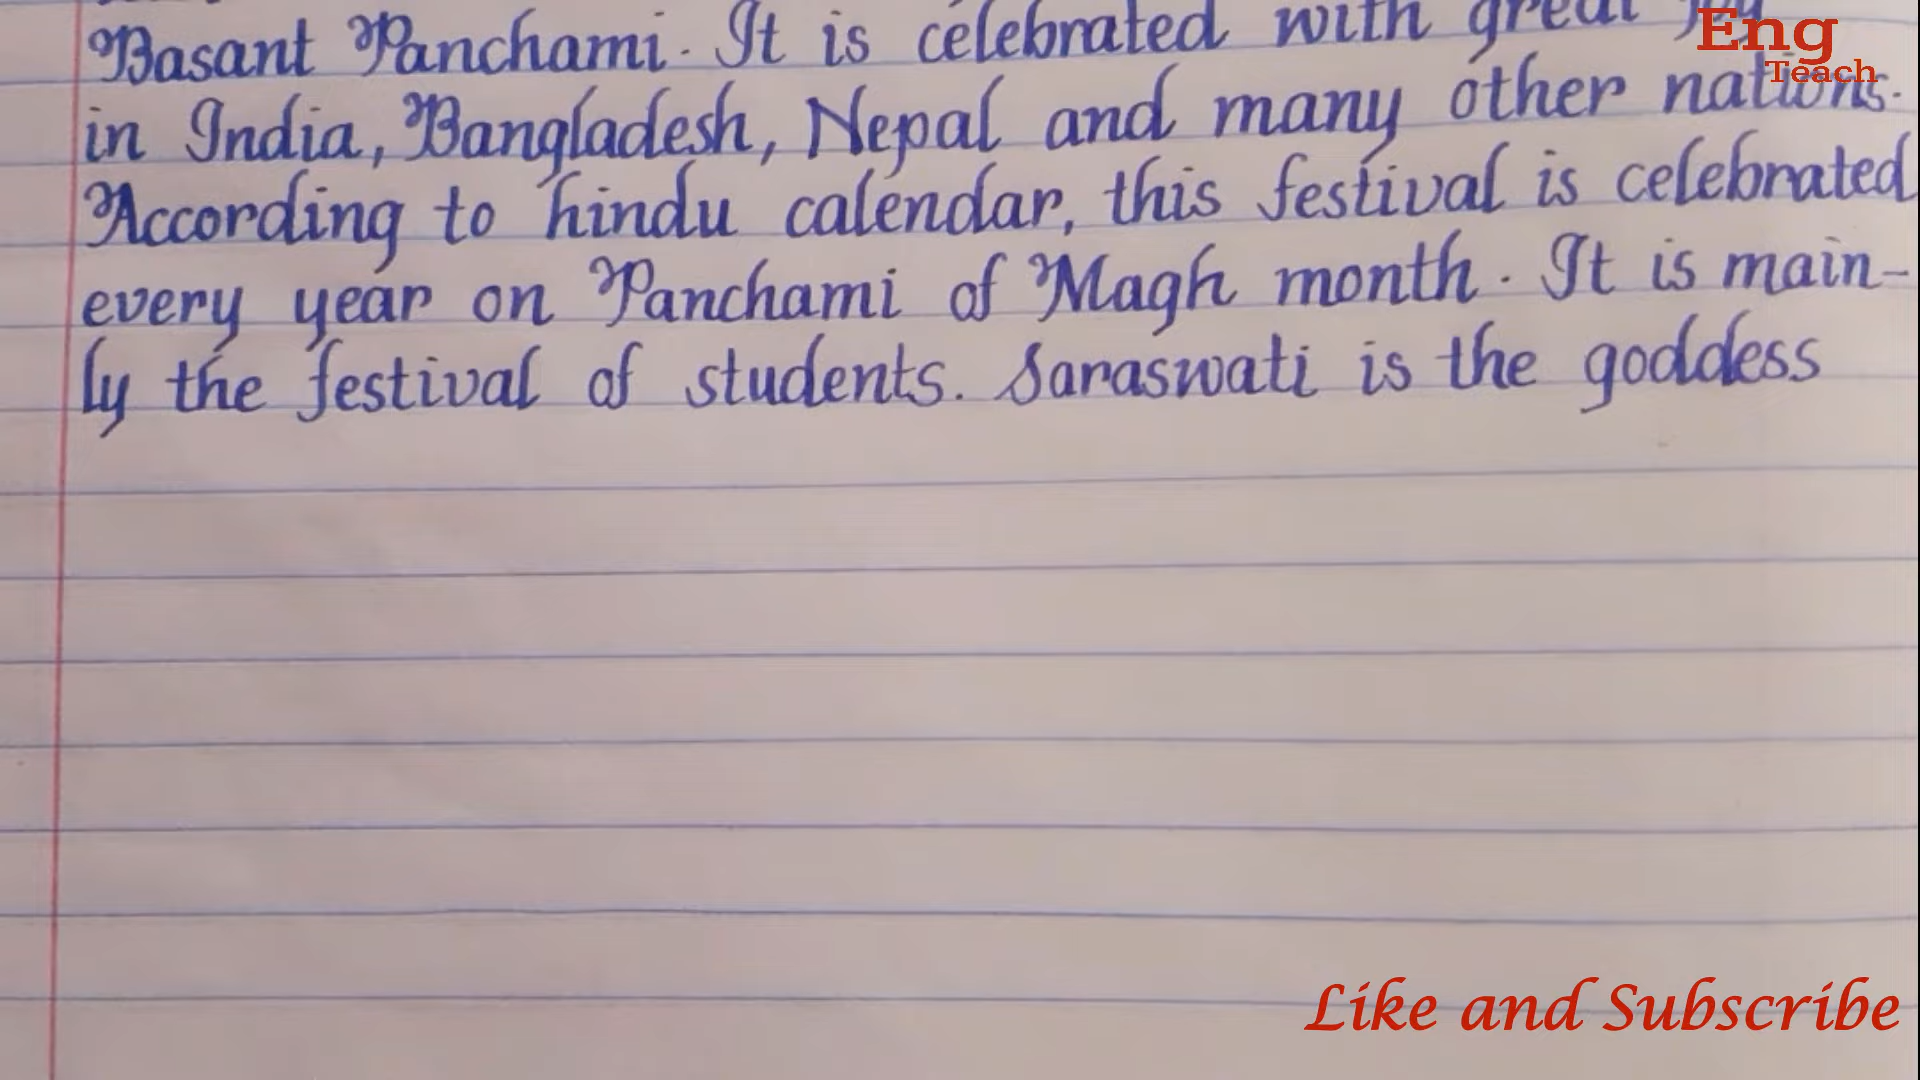 Basant Panchami. It is celebrated with great joy
Eng
Teach
in India, Bangladesh, Nepal and many other nations.
According to hindu calendar, this festival is celebrated
every year on Panchami of Magh month. It is main-
ly the festival of students. Saraswati is the goddess
Like and Subscribe